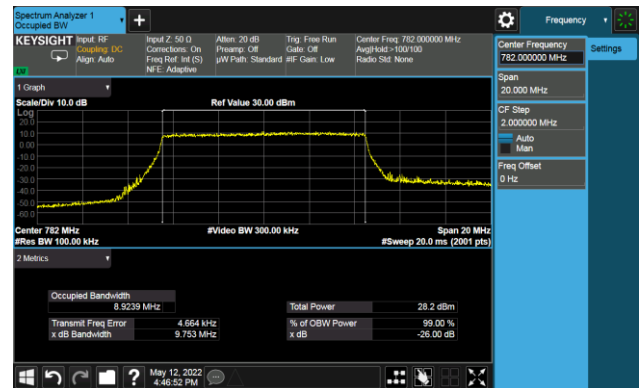 Spectrum Analyzer 1
Occupied BW
+
Frequency
KEYSIGHT
Input: RF
Coupling: DC
Align: Auto
Input Z: 50 Ω
Corrections: On
Freq Ref: Int (S)
NFE: Adaptive
Atten: 20 dB
Preamp: Off
µW Path: Standard
Trig: Free Run
Gate: Off
#IF Gain: Low
Center Freq: 782.000000 MHz
Avg|Hold:>100/100
Radio Std: None
Center Frequency
782.000000 MHz
Settings
Span
20.000 MHz
CF Step
2.000000 MHz
Auto
Man
Freq Offset
0 Hz
1 Graph
Scale/Div 10.0 dB
Ref Value 30.00 dBm
Log
20.0
10.0
0.00
-10.0
-20.0
-30.0
-40.0
-50.0
-60.0
Center 782 MHz
#Video BW 300.00 kHz
Span 20 MHz
#Res BW 100.00 kHz
#Sweep 20.0 ms (2001 pts)
2 Metrics
Occupied Bandwidth
8.9239 MHz
Total Power
28.2 dBm
Transmit Freq Error
4.664 kHz
% of OBW Power
99.00 %
x dB Bandwidth
9.753 MHz
x dB
-26.00 dB
?
May 12, 2022
4:46:52 PM